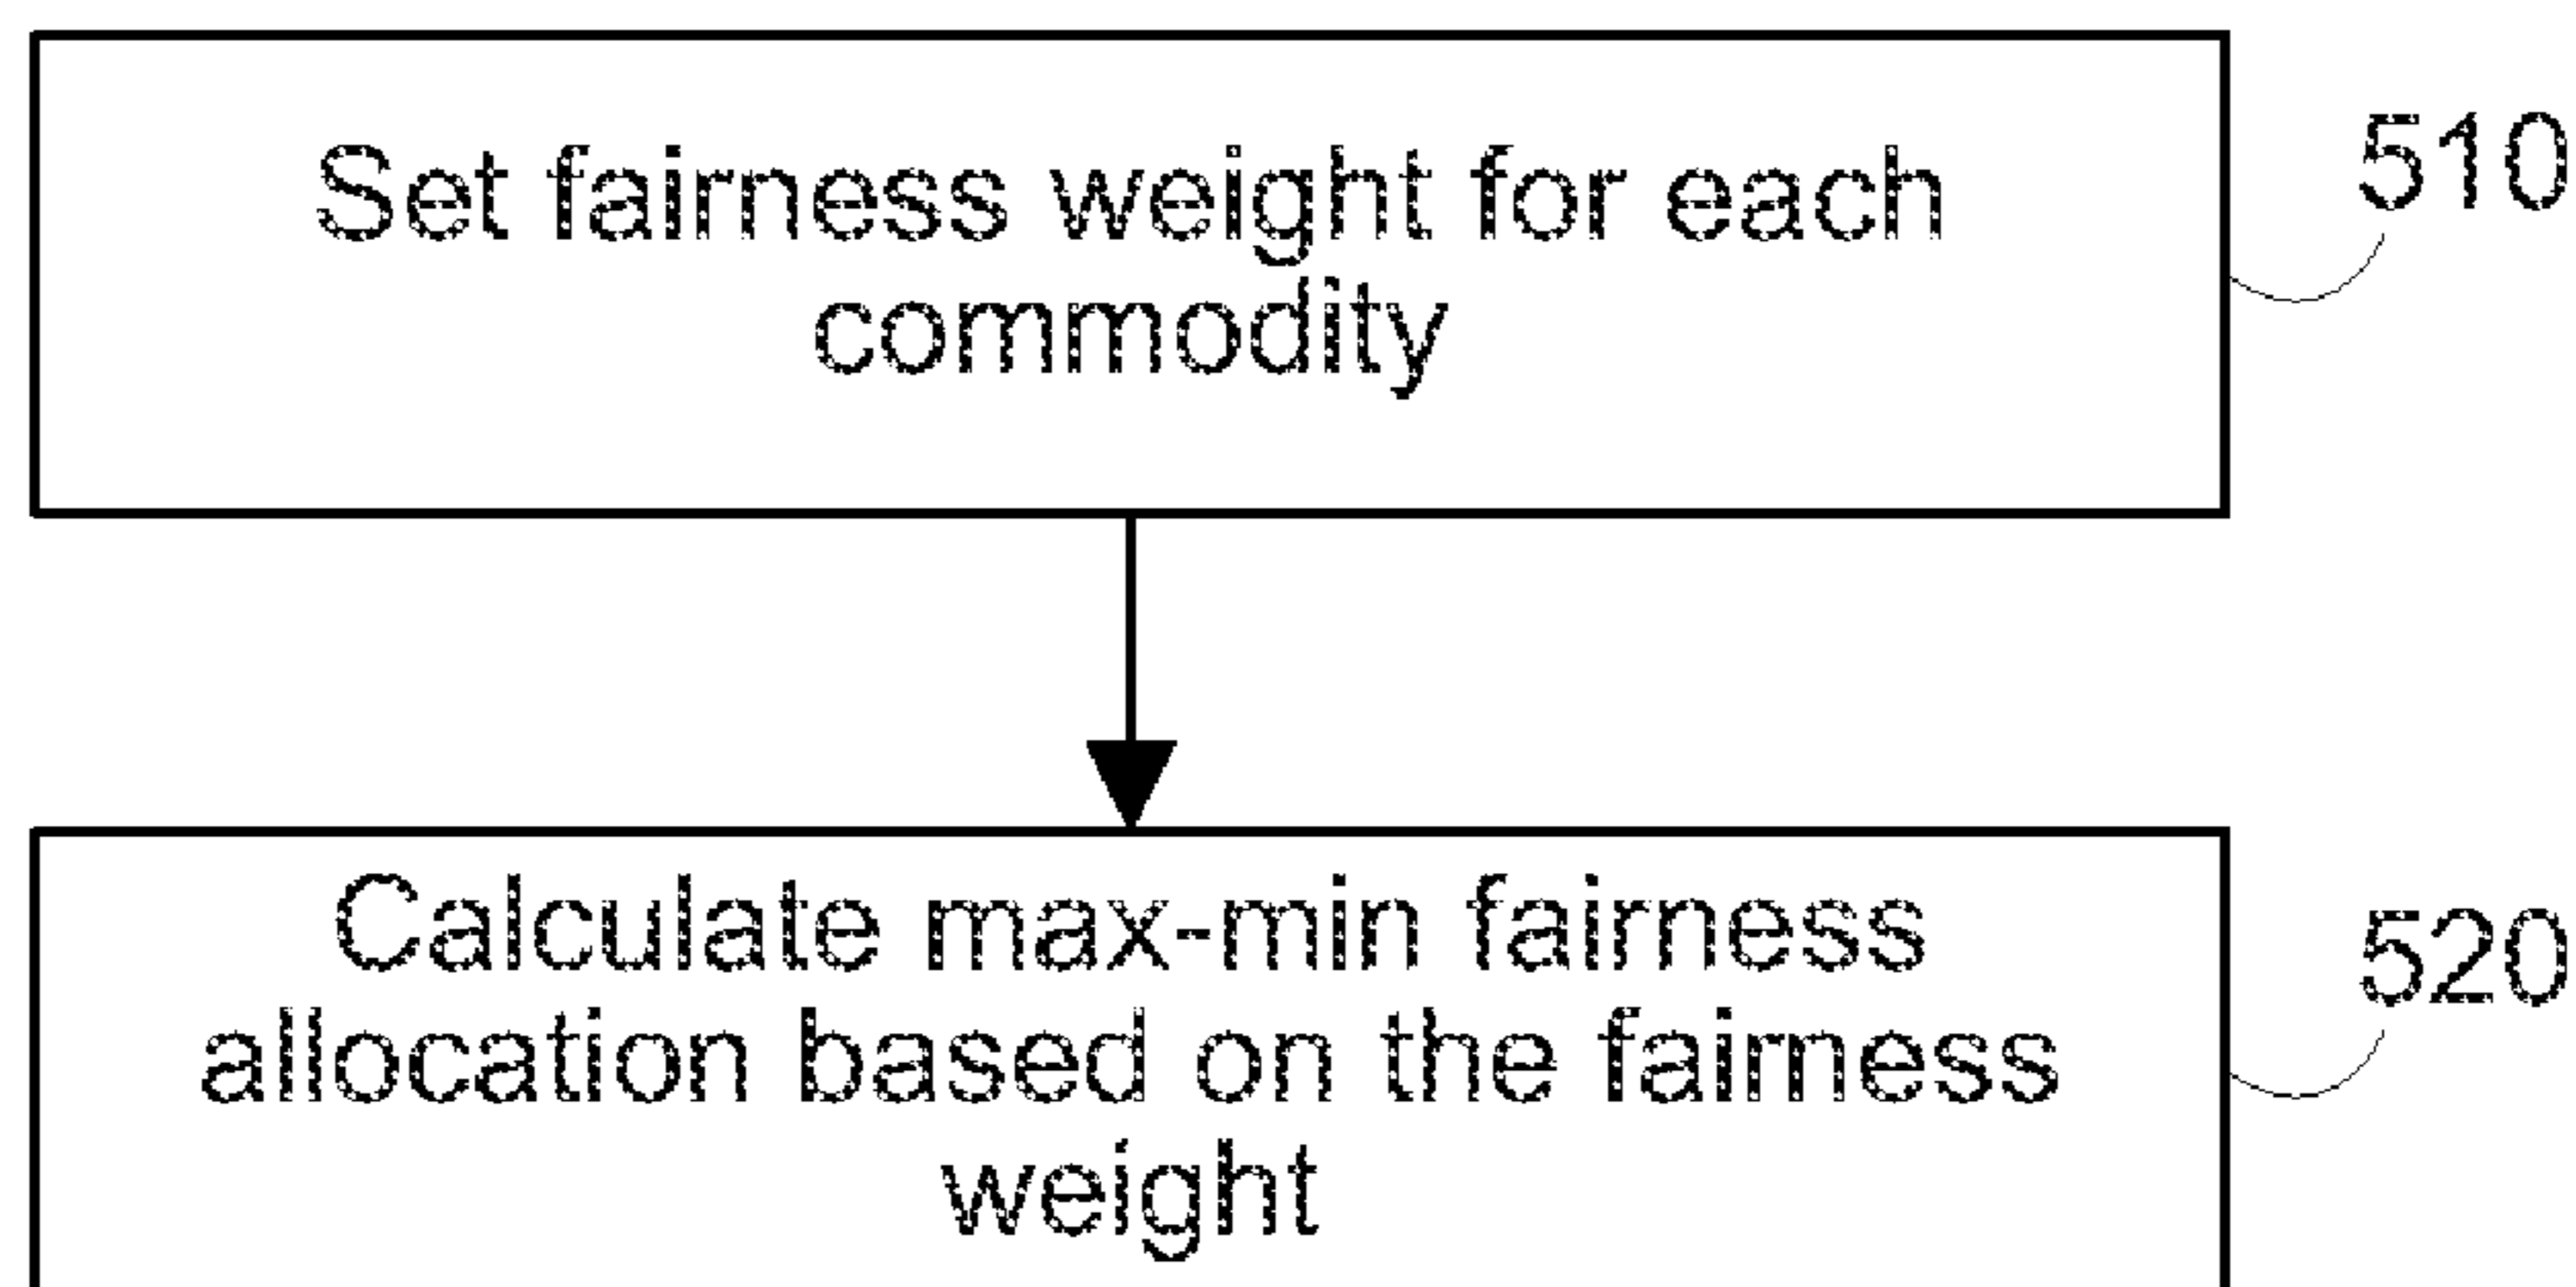 Set fairness weight for each
commodity
510
Calculate max-min fairness
allocation based on the fairness
weight
520